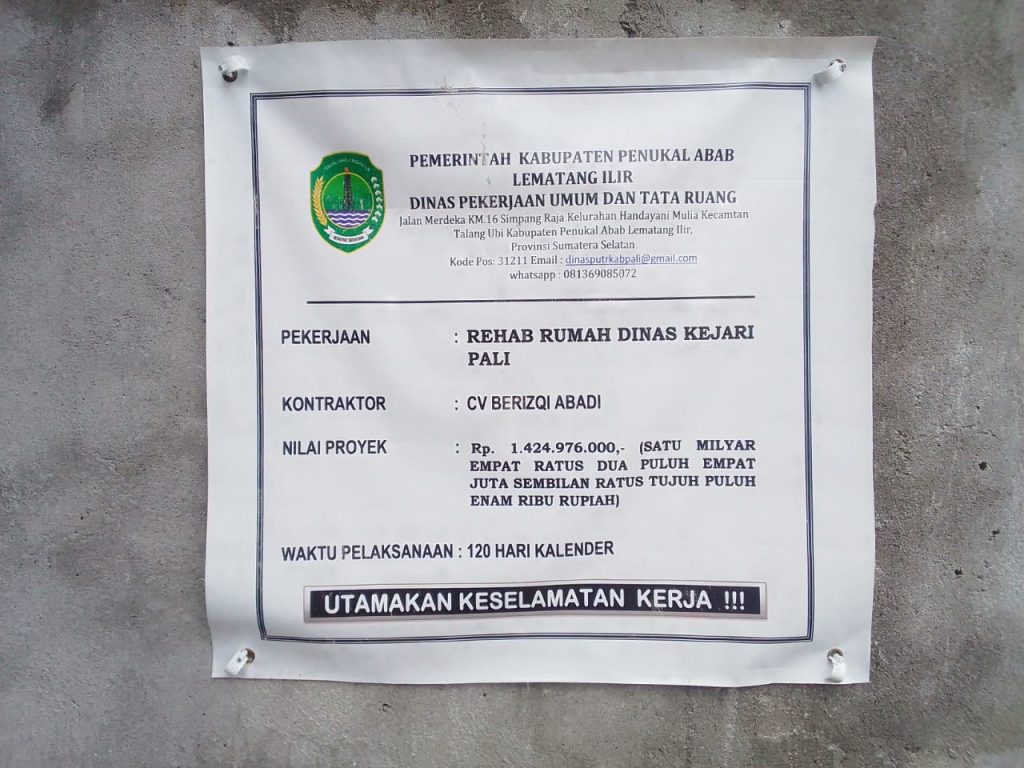 PEMERINTAH KABUPATEN PENUKAL ABAB
LEMATANG ILIR
DINAS PEKERJAAN UMUM DAN TATA RUANG
Jalan Merdeka KM.16 Simpang Raja Kelurahan Handayani Mulia Kecamtan
Talang Ubi Kabupaten Penukal Abab Lematang Ilir,
Provinsi Sumatera Selatan
Kode Pos: 31211 Email : dinasputrkabpali@gmail.com
whatsapp : 081369085072
PEKERJAAN : REHAB RUMAH DINAS KEJARI
PALI
KONTRAKTOR : CV BERIZQI ABADI
NILAI PROYEK : Rp. 1.424.976.000,- (SATU MILYAR
EMPAT RATUS DUA PULUH EMPAT
JUTA SEMBILAN RATUS TUJUH PULUH
ENAM RIBU RUPIAH)
WAKTU PELAKSANAAN : 120 HARI KALENDER
UTAMAKAN KESELAMATAN KERJA !!!